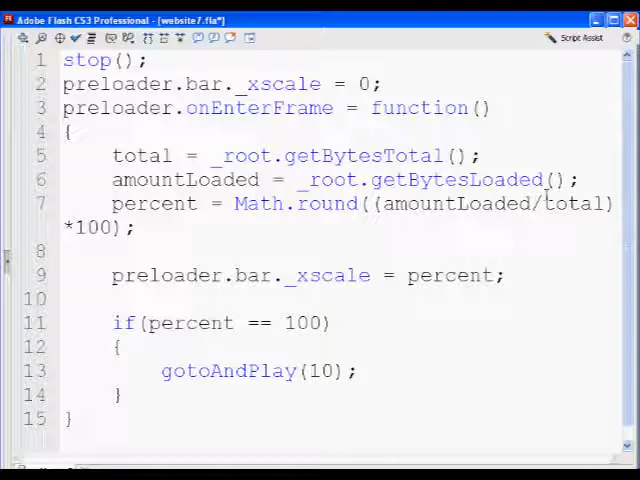 Adobe Flash CS3 Professional - [website7.fla*]
Script Assist
1 stop();
2 preloader.bar._xscale = 0;
3 preloader.onEnterFrame = function()
4 {
5 total = _root.getBytesTotal();
6 amountLoaded = _root.getBytesLoaded();
7 percent = Math.round((amountLoaded/total)
*100);
8
9 preloader.bar._xscale = percent;
10
11 if(percent == 100)
12 {
13 gotoAndPlay(10);
14 }
15 }